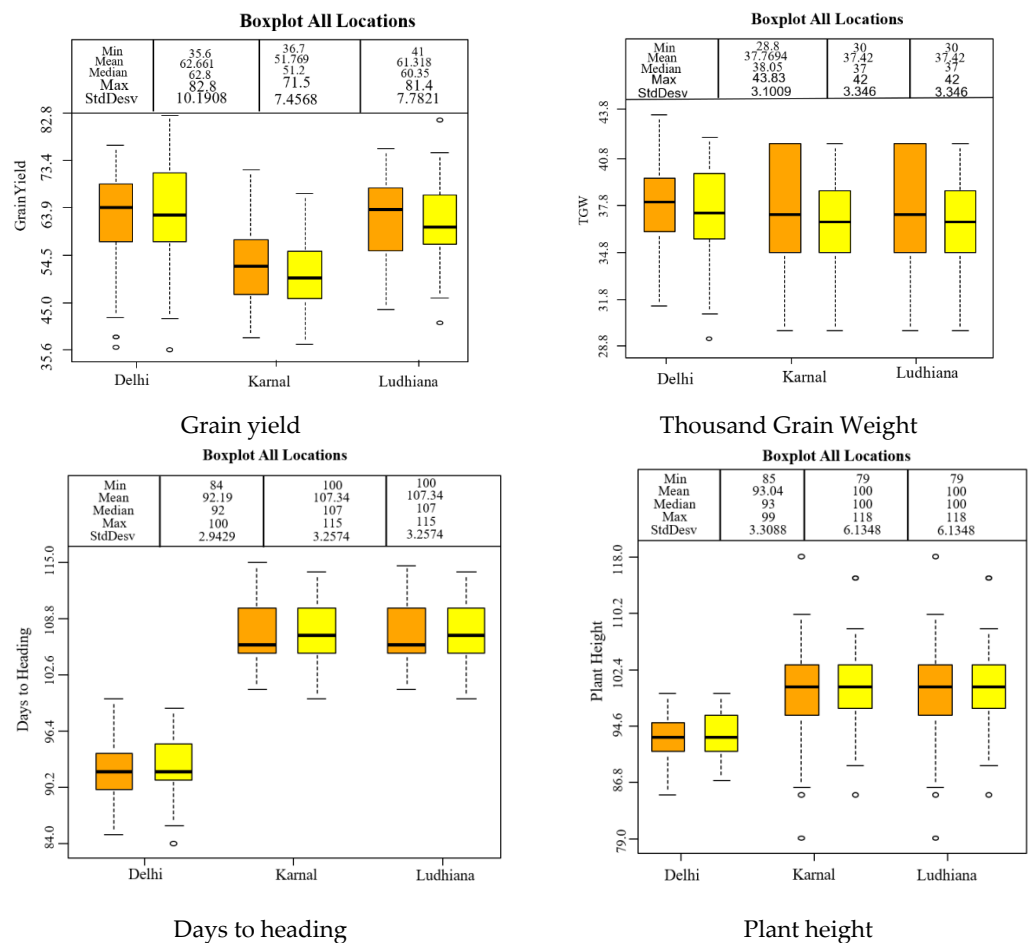 Boxplot All Locations
Min 35.6 36.7 41
Mean 62.661 51.769 61.318
Median 62.8 51.2 60.35
Max 82.8 71.5 81.4
StdDesv 10.1908 7.4568 7.7821
GrainYield
82.8
73.4
63.9
54.5
45.0
35.6
Delhi Karnal Ludhiana
Grain yield
Boxplot All Locations
Min 28.8 30 30
Mean 37.7694 37.42 37.42
Median 38.05 37 37
Max 43.83 42 42
StdDesv 3.1009 3.346 3.346
TGW
43.8
40.8
37.8
34.8
31.8
28.8
Delhi Karnal Ludhiana
Thousand Grain Weight
Boxplot All Locations
Min 84 100 100
Mean 92.19 107.34 107.34
Median 92 107 107
Max 100 115 115
StdDesv 2.9429 3.2574 3.2574
Days to Heading
115.0
108.8
102.6
96.4
90.2
84.0
Delhi Karnal Ludhiana
Days to heading
Boxplot All Locations
Min 85 79 79
Mean 93.04 100 100
Median 93 100 100
Max 99 118 118
StdDesv 3.3088 6.1348 6.1348
Plant Height
118.0
110.2
102.4
94.6
86.8
79.0
Delhi Karnal Ludhiana
Plant height